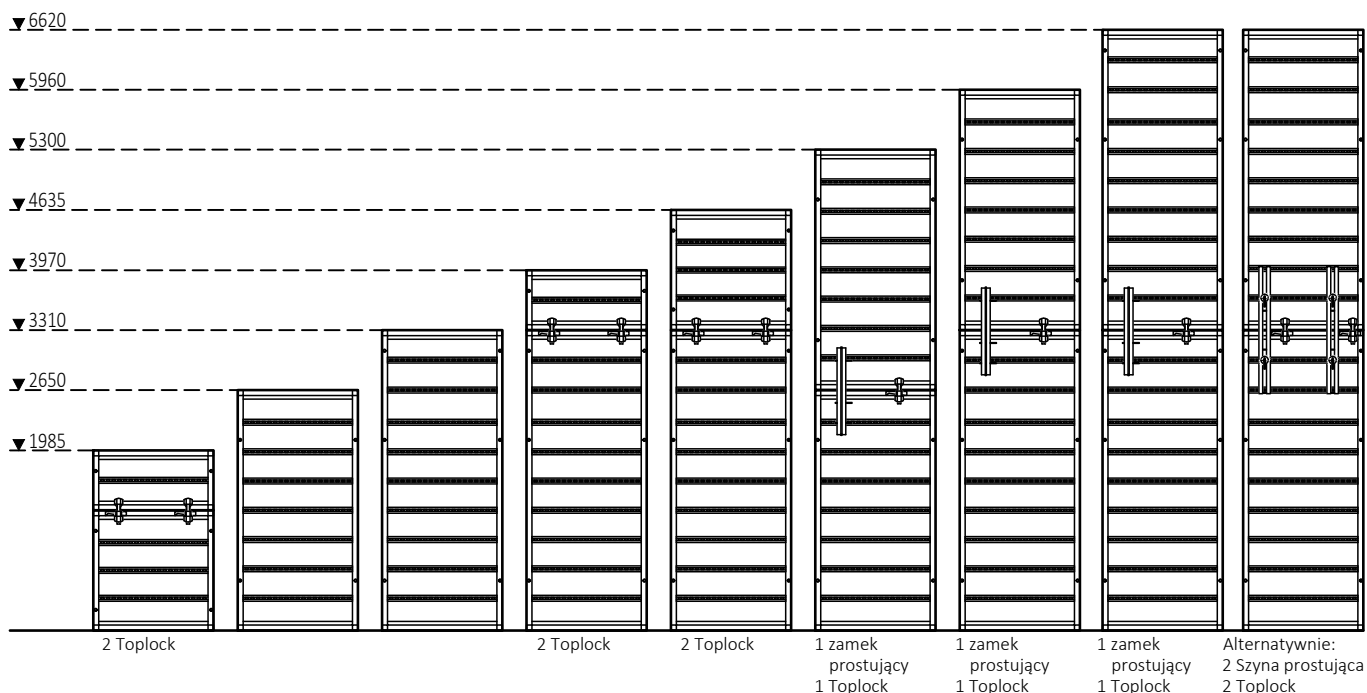 6620
5960
5300
4635
3970
3310
2650
1985
2 Toplock
2 Toplock
2 Toplock
1 zamek
prostujący
1 Toplock
1 zamek
prostujący
1 Toplock
1 zamek
prostujący
1 Toplock
Alternatywnie:
2 Szyna prostująca
2 Toplock